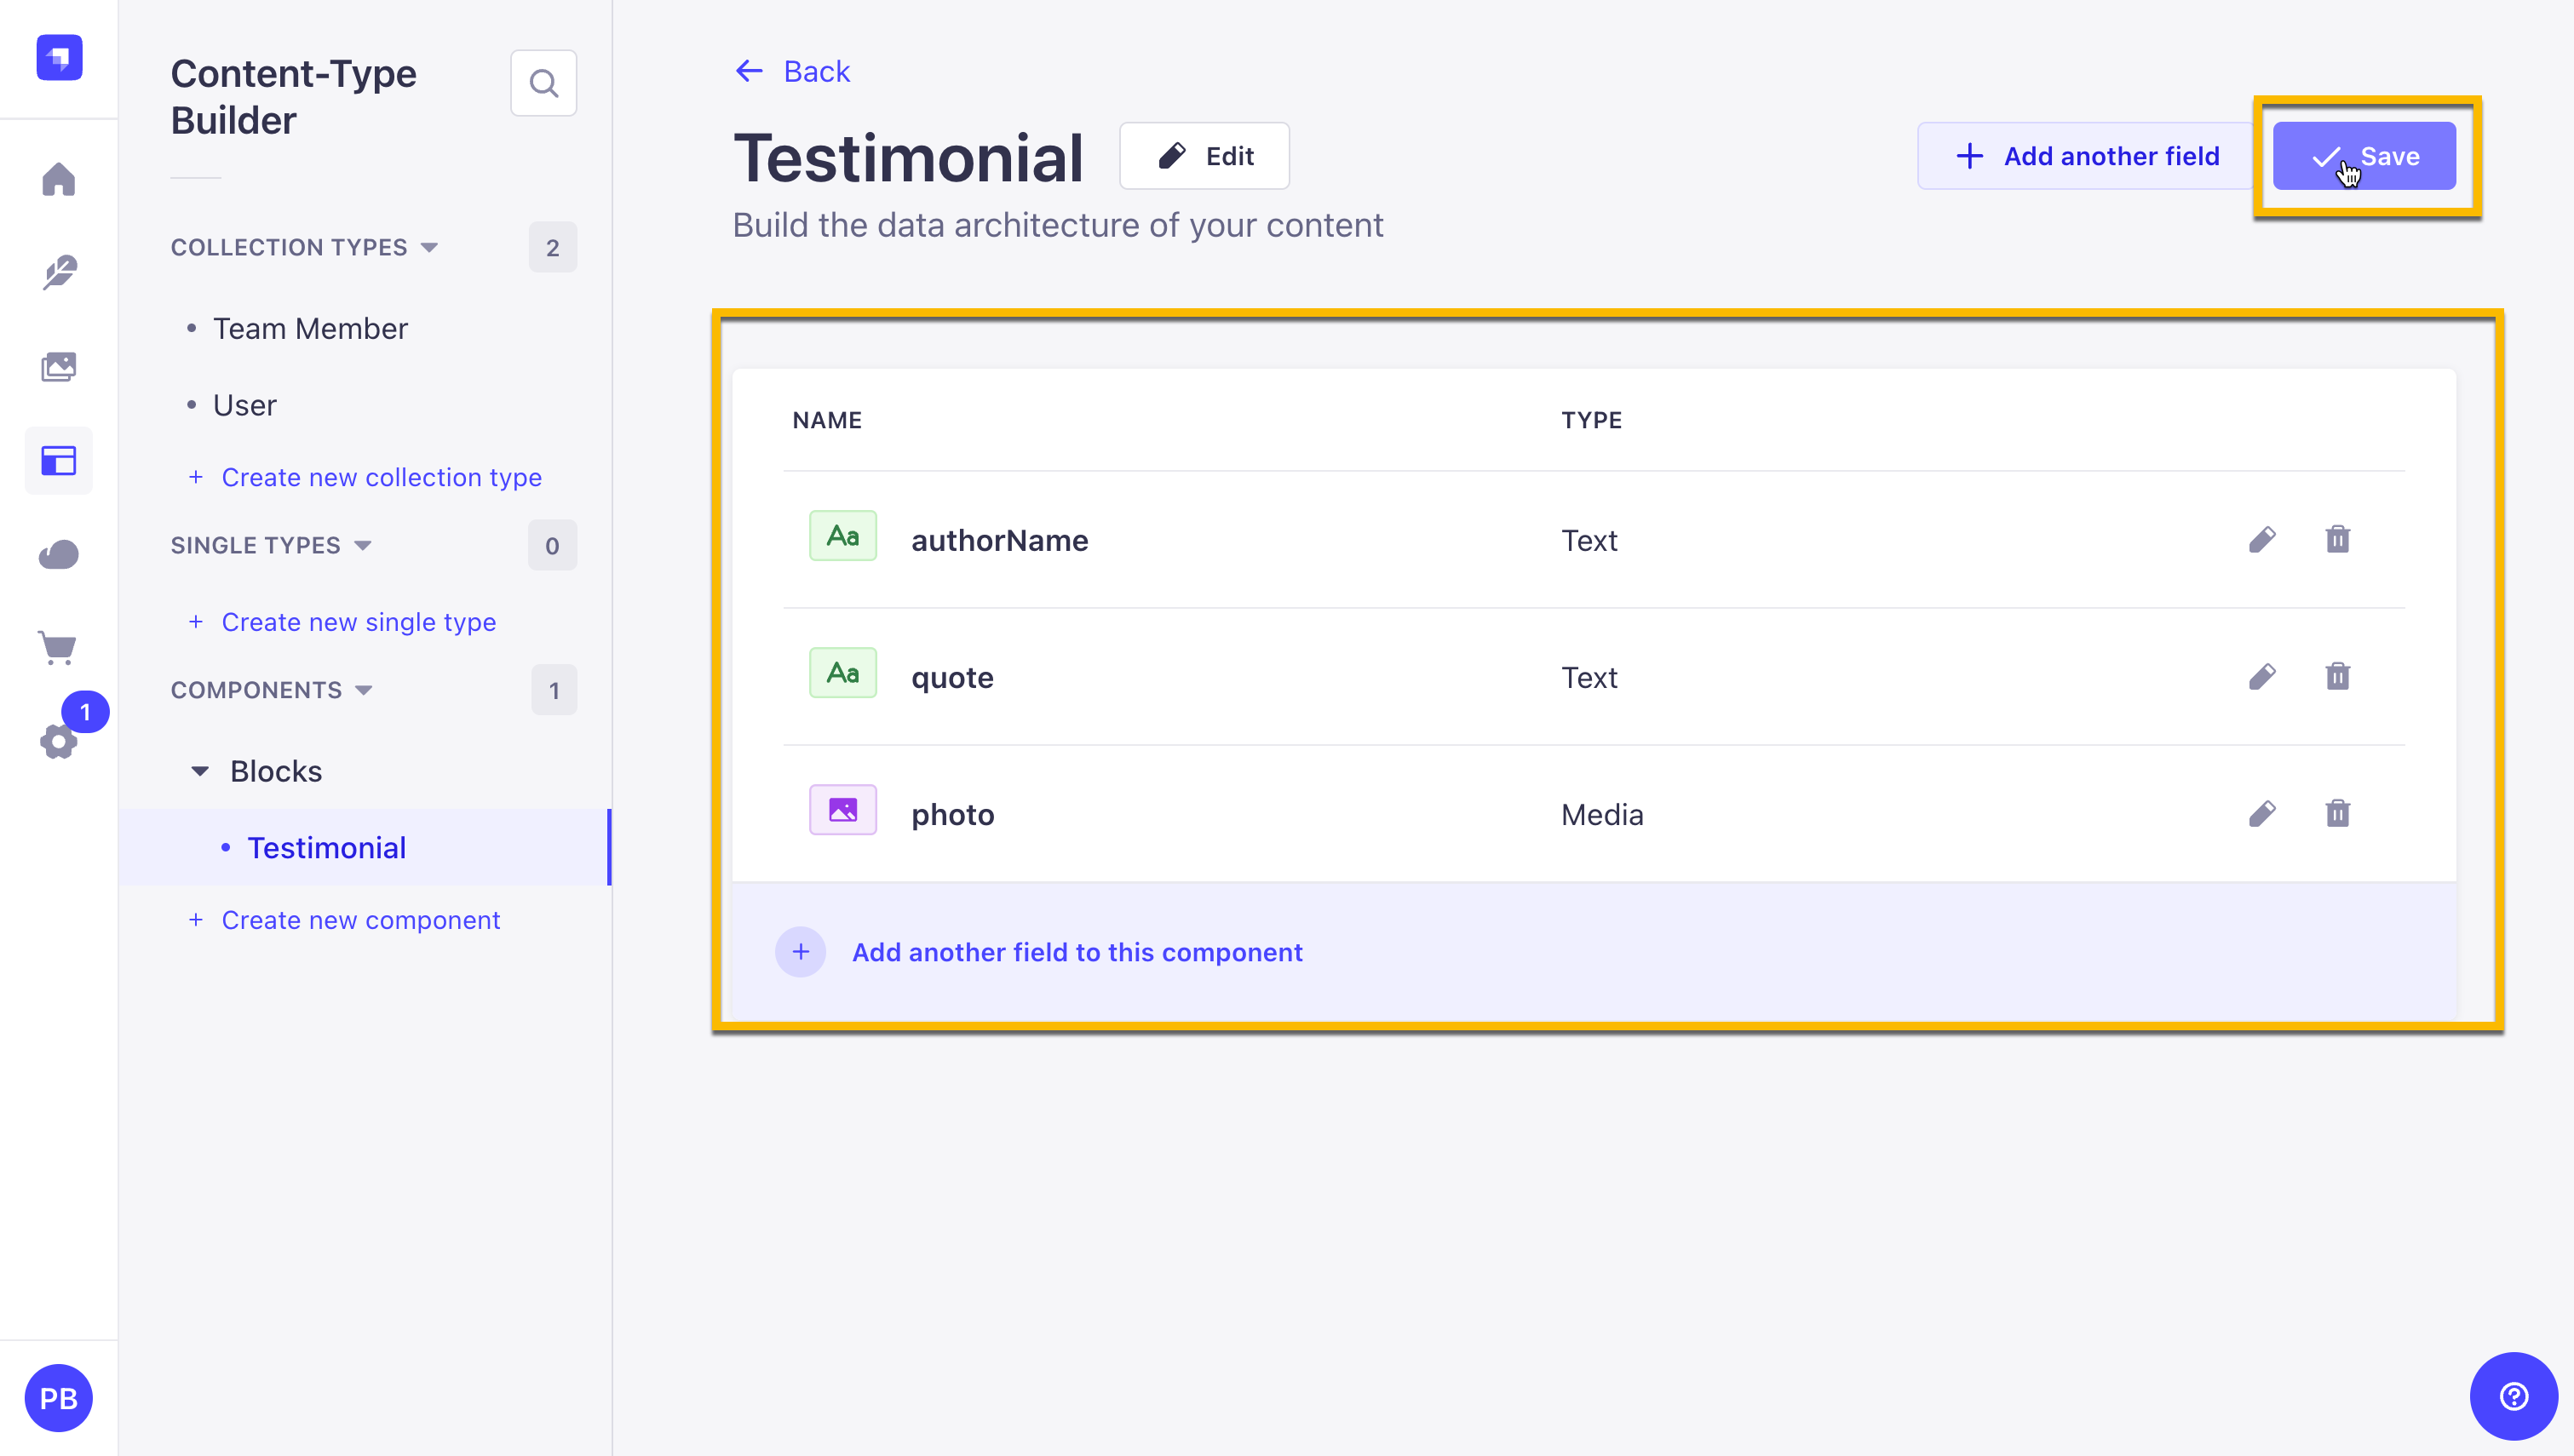 Content-Type
Builder
COLLECTION TYPES
2
Team Member
User
+ Create new collection type
SINGLE TYPES
0
+ Create new single type
COMPONENTS
1
Blocks
Testimonial
+ Create new component
1
PB
Back
Testimonial
Edit
Add another field
Save
Build the data architecture of your content
NAME TYPE
Aa authorName Text
Aa quote Text
photo Media
+ Add another field to this component
?